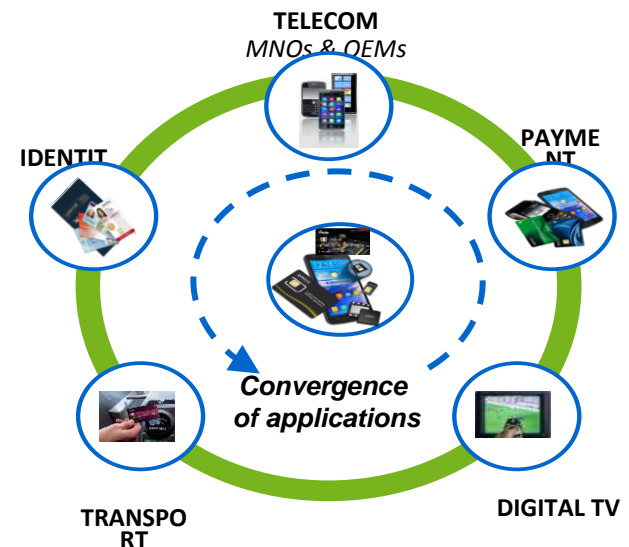 TELECOM
MNOs & OEMs
PAYME
NT
IDENTIT
Convergence
of applications
DIGITAL TV
TRANSPO
RT